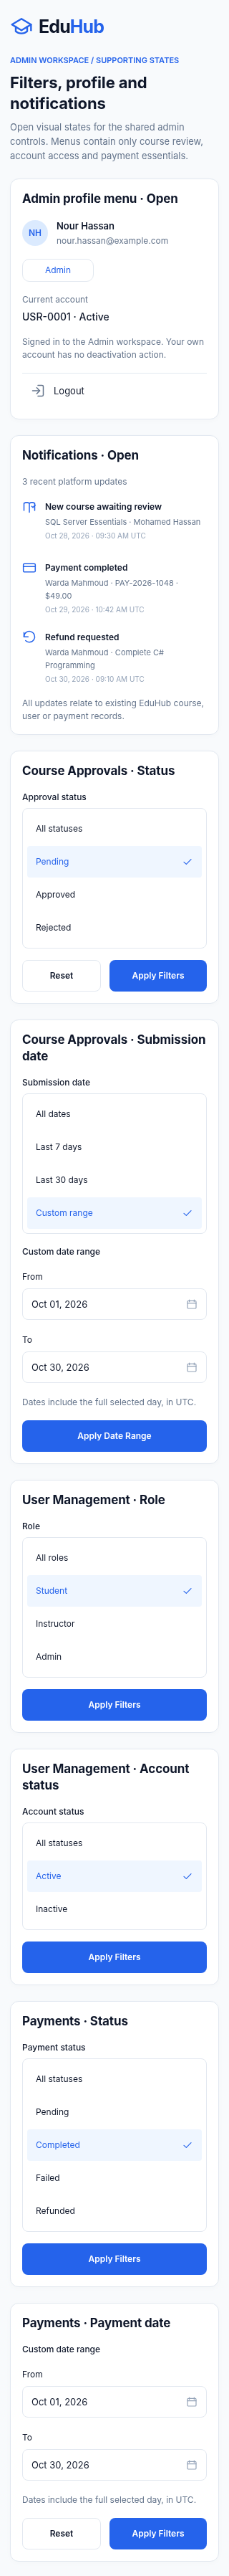 EduHub
ADMIN WORKSPACE / SUPPORTING STATES
Filters, profile and
notifications
Open visual states for the shared admin
controls. Menus contain only course review,
account access and payment essentials.
Admin profile menu · Open
NH
Nour Hassan
nour.hassan@example.com
Admin
Current account
USR-0001 · Active
Signed in to the Admin workspace. Your own
account has no deactivation action.
Logout
Notifications · Open
3 recent platform updates
New course awaiting review
SQL Server Essentials · Mohamed Hassan
Oct 28, 2026 · 09:30 AM UTC
Payment completed
Warda Mahmoud · PAY-2026-1048 ·
$49.00
Oct 29, 2026 · 10:42 AM UTC
Refund requested
Warda Mahmoud · Complete C#
Programming
Oct 30, 2026 · 09:10 AM UTC
All updates relate to existing EduHub course,
user or payment records.
Course Approvals · Status
Approval status
All statuses
Pending
Approved
Rejected
Reset
Apply Filters
Course Approvals · Submission
date
Submission date
All dates
Last 7 days
Last 30 days
Custom range
Custom date range
From
Oct 01, 2026
To
Oct 30, 2026
Dates include the full selected day, in UTC.
Apply Date Range
User Management · Role
Role
All roles
Student
Instructor
Admin
Apply Filters
User Management · Account
status
Account status
All statuses
Active
Inactive
Apply Filters
Payments · Status
Payment status
All statuses
Pending
Completed
Failed
Refunded
Apply Filters
Payments · Payment date
Custom date range
From
Oct 01, 2026
To
Oct 30, 2026
Dates include the full selected day, in UTC.
Reset
Apply Filters